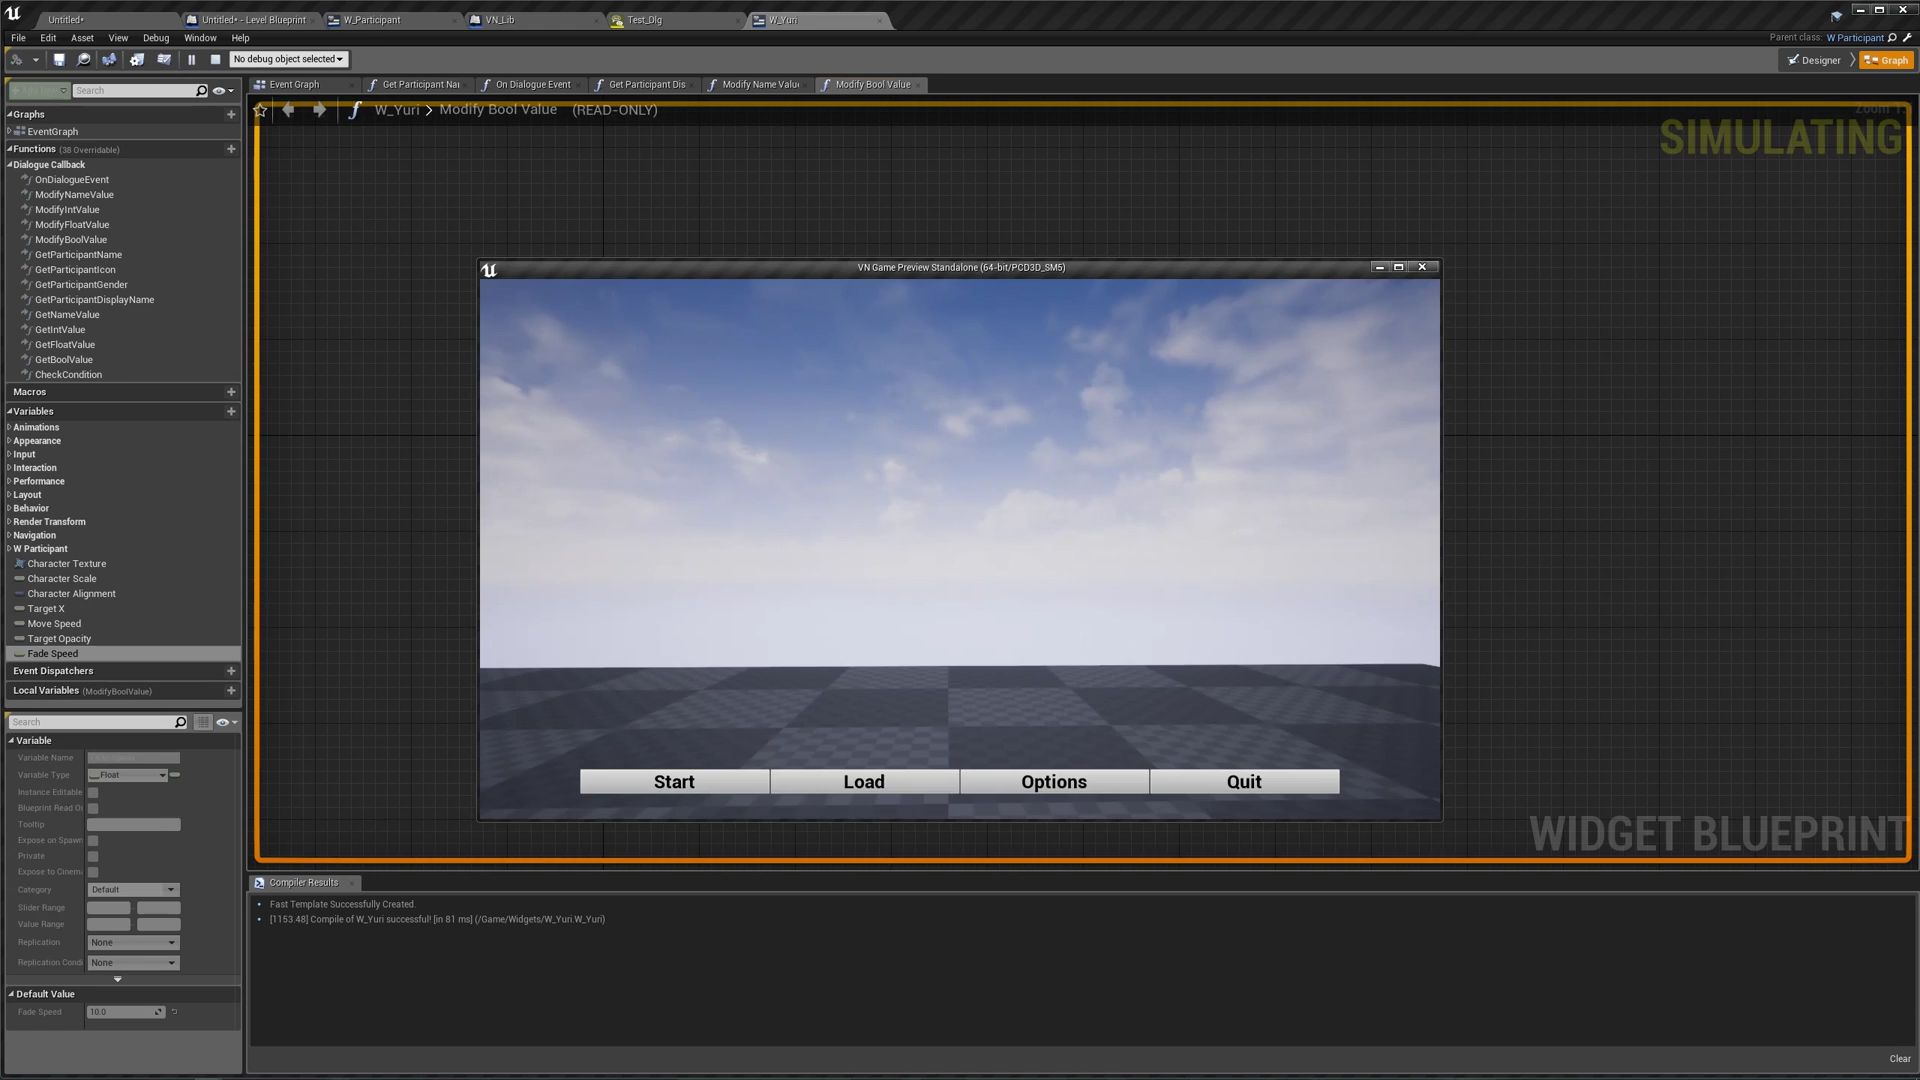 Untitled*
Untitled* - Level Blueprint
W_Participant
VN_Lib
Test_Dlg
W_Yuri
File Edit Asset View Debug Window Help
Parent class: W Participant
No debug object selected
Designer
Graph
Search
Event Graph
Get Participant Nai
On Dialogue Event
Get Participant Dis
Modify Name Valu
Modify Bool Value
W_Yuri > Modify Bool Value (READ-ONLY)
SIMULATING
Graphs
EventGraph
Functions (38 Overridable)
Dialogue Callback
OnDialogueEvent
ModifyNameValue
ModifyIntValue
ModifyFloatValue
ModifyBoolValue
GetParticipantName
GetParticipantIcon
GetParticipantGender
GetParticipantDisplayName
GetNameValue
GetIntValue
GetFloatValue
GetBoolValue
CheckCondition
Macros
Variables
Animations
Appearance
Input
Interaction
Performance
Layout
Behavior
Render Transform
Navigation
W Participant
Character Texture
Character Scale
Character Alignment
Target X
Move Speed
Target Opacity
Fade Speed
Event Dispatchers
Local Variables (ModifyBoolValue)
VN Game Preview Standalone (64-bit/PCD3D_SM5)
Start
Load
Options
Quit
WIDGET BLUEPRINT
Search
Variable
Variable Name
Variable Type Float
Instance Editable
Blueprint Read O
Tooltip
Expose on Spawn
Private
Expose to Cinem
Category Default
Slider Range
Value Range
Replication None
Replication Condi None
Default Value
Fade Speed 10.0
Compiler Results
Fast Template Successfully Created.
[1153.48] Compile of W_Yuri successful! [in 81 ms] (/Game/Widgets/W_Yuri.W_Yuri)
Clear